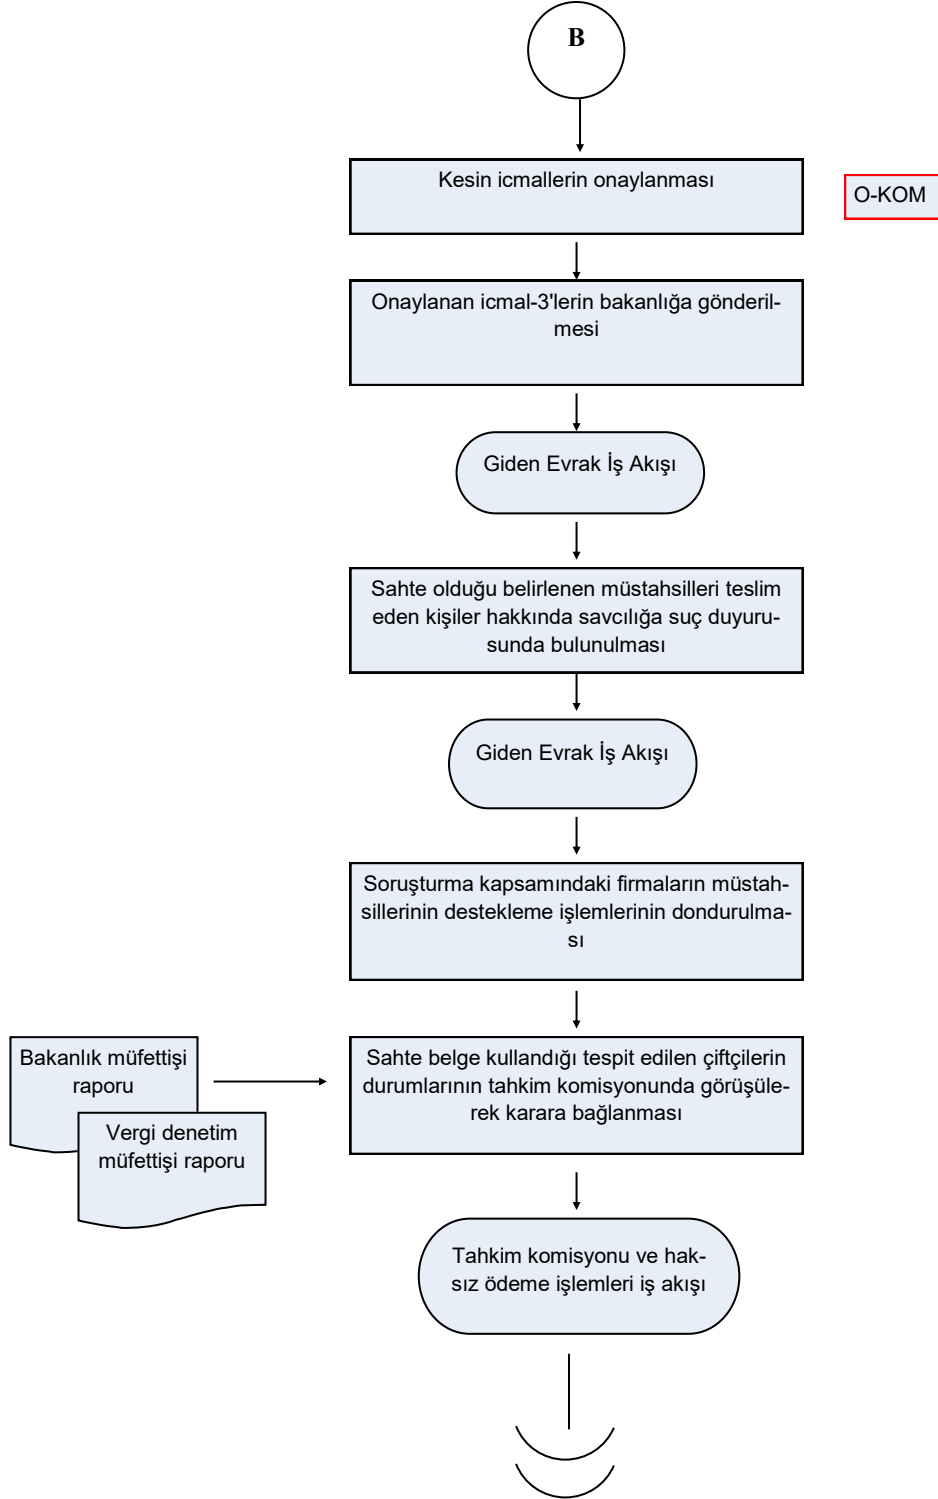 B
Kesin icmallerin onaylanması
O-KOM
Onaylanan icmal-3'lerin bakanlığa gönderil-
mesi
Giden Evrak İş Akışı
Sahte olduğu belirlenen müstahsilleri teslim
eden kişiler hakkında savcılığa suç duyuru-
sunda bulunulması
Giden Evrak İş Akışı
Soruşturma kapsamındaki firmaların müstah-
sillerinin destekleme işlemlerinin dondurulma-
sı
Bakanlık müfettişi
raporu
Vergi denetim
müfettişi raporu
Sahte belge kullandığı tespit edilen çiftçilerin
durumlarının tahkim komisyonunda görüşüle-
rek karara bağlanması
Tahkim komisyonu ve hak-
sız ödeme işlemleri iş akışı